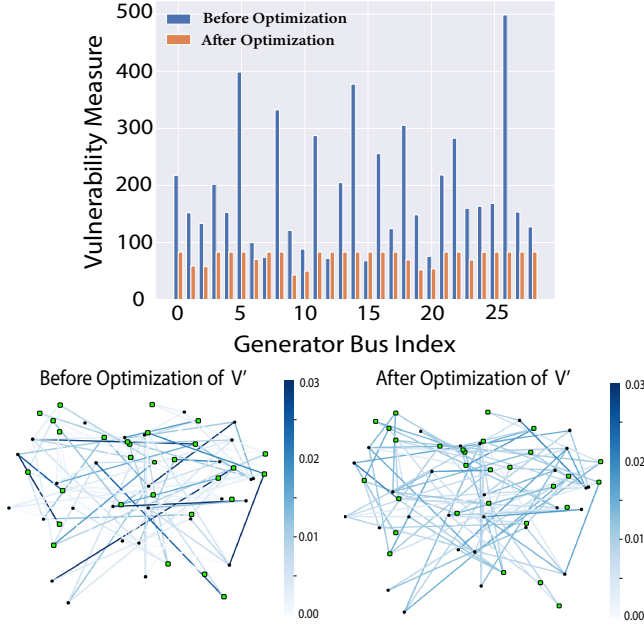 500
400
300
200
100
0
Vulnerability Measure
Before Optimization
After Optimization
0 5 10 15 20 25
Generator Bus Index
Before Optimization of V'
0.03
0.02
0.01
0.00
After Optimization of V'
0.03
0.02
0.01
0.00